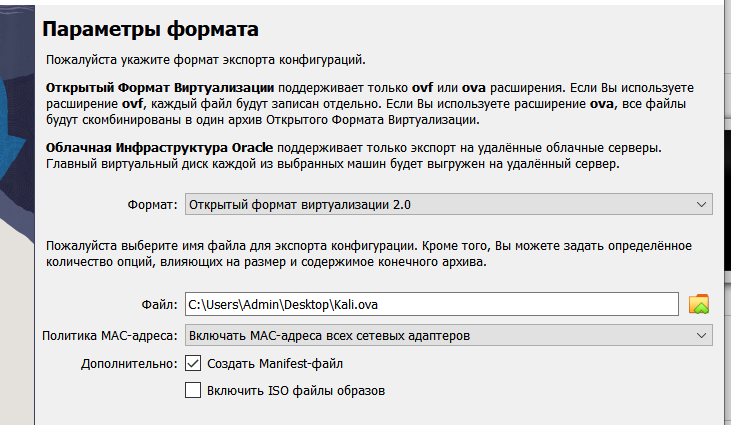 Параметры формата
Пожалуйста укажите формат экспорта конфигураций.
Открытый Формат Виртуализации поддерживает только ovf или ova расширения. Если Вы используете
расширение ovf, каждый файл будут записан отдельно. Если Вы используете расширение ova, все файлы
будут скомбинированы в один архив Открытого Формата Виртуализации.
Облачная Инфраструктура Oracle поддерживает только экспорт на удалённые облачные серверы.
Главный виртуальный диск каждой из выбранных машин будет выгружен на удалённый сервер.
Формат: Открытый формат виртуализации 2.0
Пожалуйста выберите имя файла для экспорта конфигурации. Кроме того, Вы можете задать определённое
количество опций, влияющих на размер и содержимое конечного архива.
Файл: C:\Users\Admin\Desktop\Kali.ova
Политика MAC-адреса: Включать MAC-адреса всех сетевых адаптеров
Дополнительно: Создать Manifest-файл
Включить ISO файлы образов